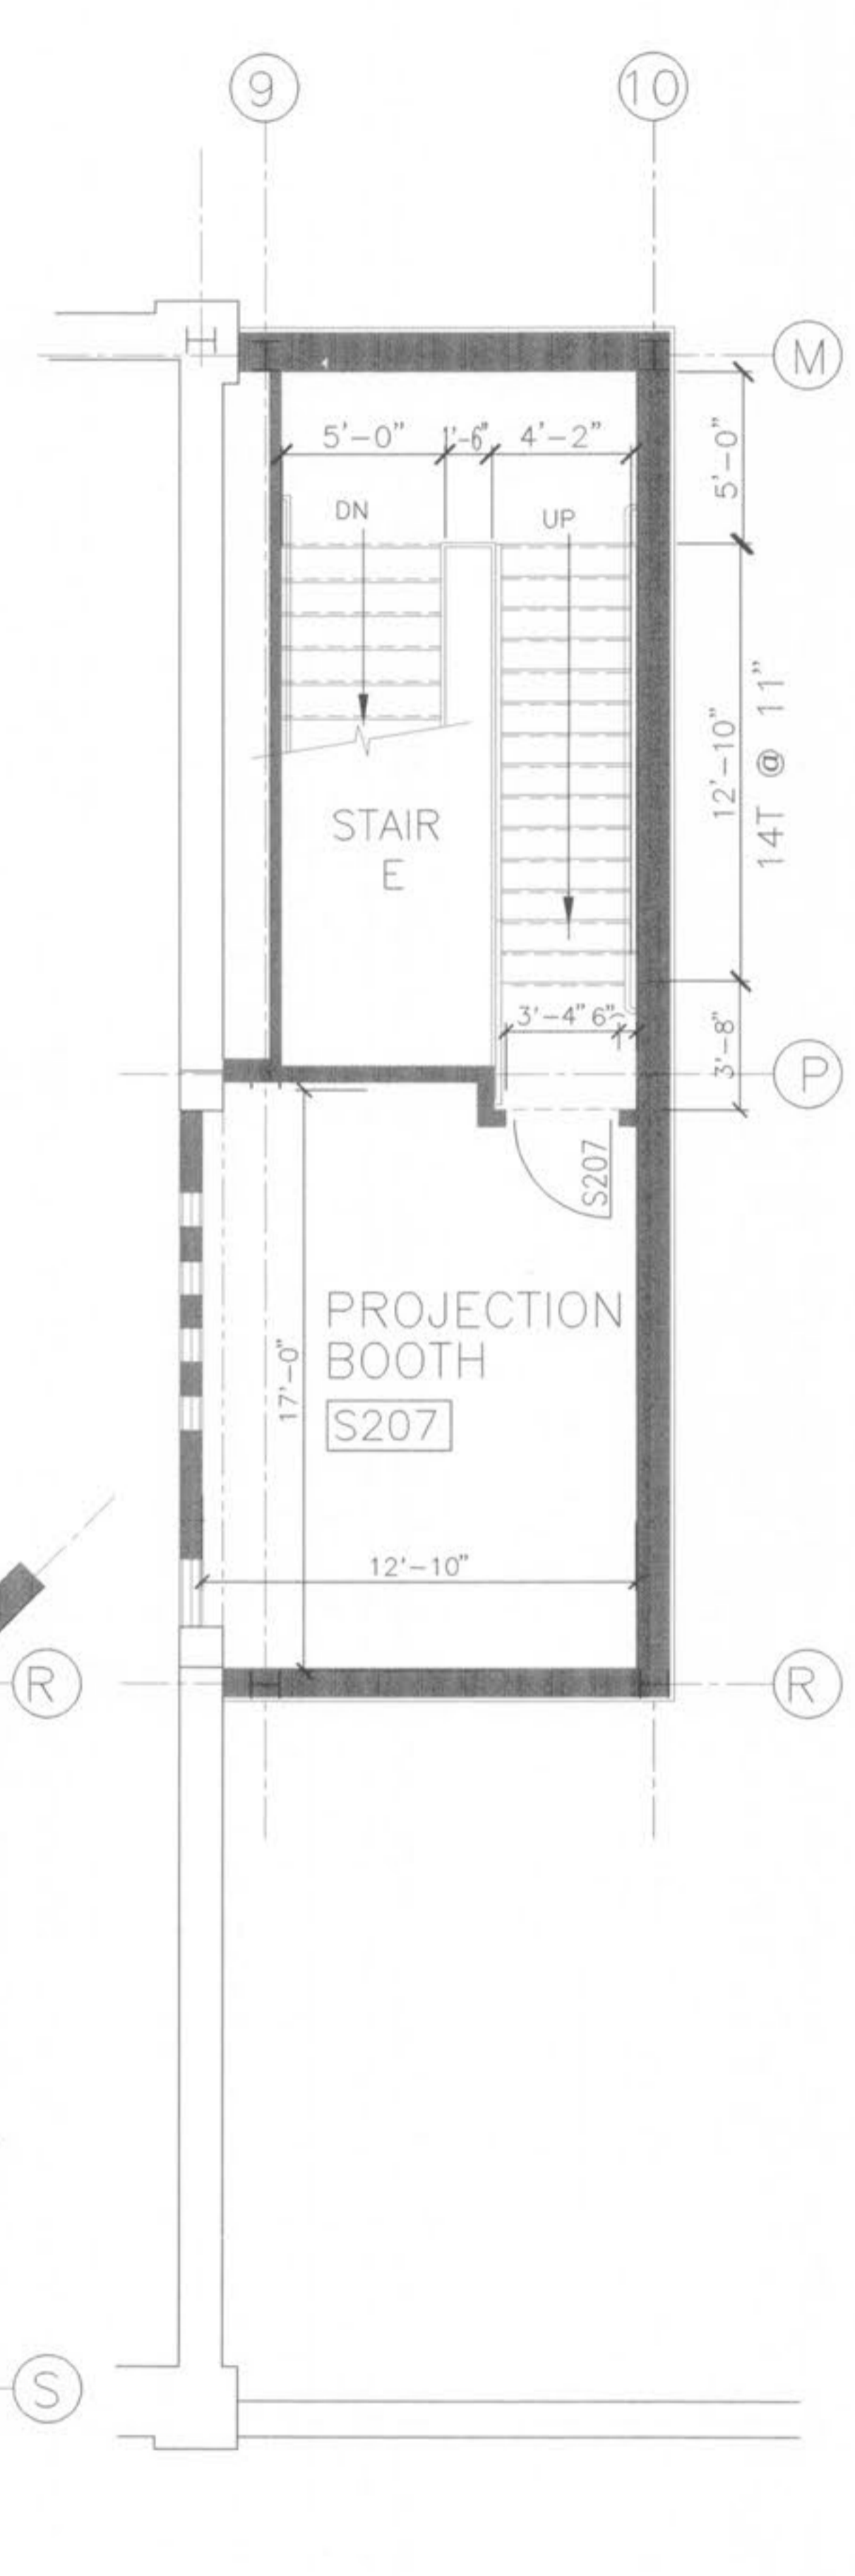 9
10
M
5'-0"
1'-6"
4'-2"
5'-0"
DN
UP
12'-10"
14T @ 11"
STAIR
E
3'-4"
6"
3'-8"
P
S207
PROJECTION
BOOTH
S207
17'-0"
12'-10"
R
R
S